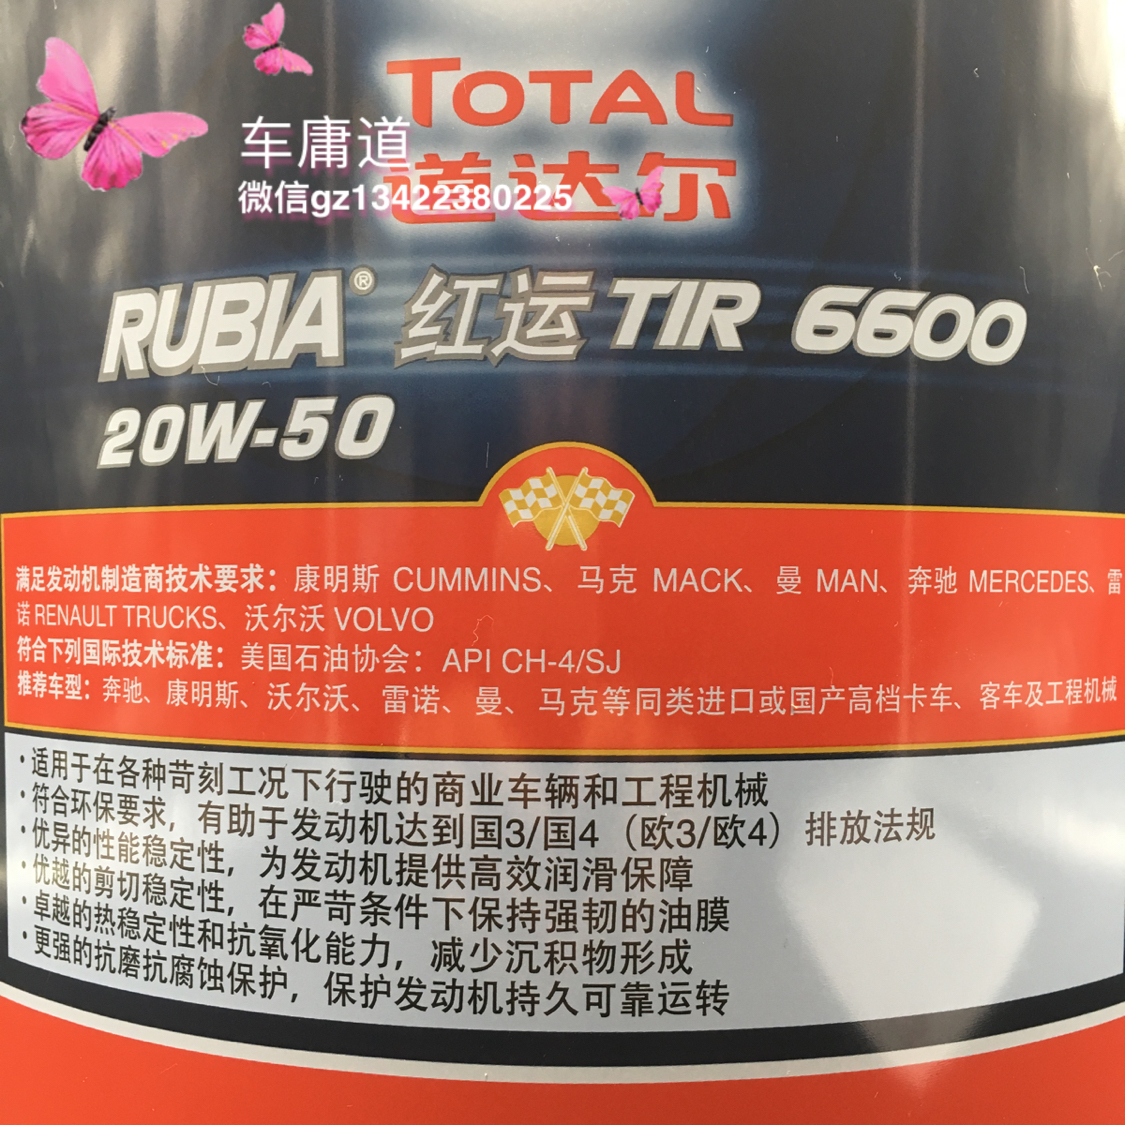 TOTAL
车庸道
道达尔
微信gz13422380225
RUBIA® 红运 TIR 6600
20W-50
满足发动机制造商技术要求：康明斯 CUMMINS、马克 MACK、曼 MAN、奔驰 MERCEDES、雷
诺 RENAULT TRUCKS、沃尔沃 VOLVO
符合下列国际技术标准：美国石油协会：API CH-4/SJ
推荐车型：奔驰、康明斯、沃尔沃、雷诺、曼、马克等同类进口或国产高档卡车、客车及工程机械
·适用于在各种苛刻工况下行驶的商业车辆和工程机械
·符合环保要求，有助于发动机达到国3/国4（欧3/欧4）排放法规
·优异的性能稳定性，为发动机提供高效润滑保障
·优越的剪切稳定性，在严苛条件下保持强韧的油膜
·卓越的热稳定性和抗氧化能力，减少沉积物形成
·更强的抗磨抗腐蚀保护，保护发动机持久可靠运转